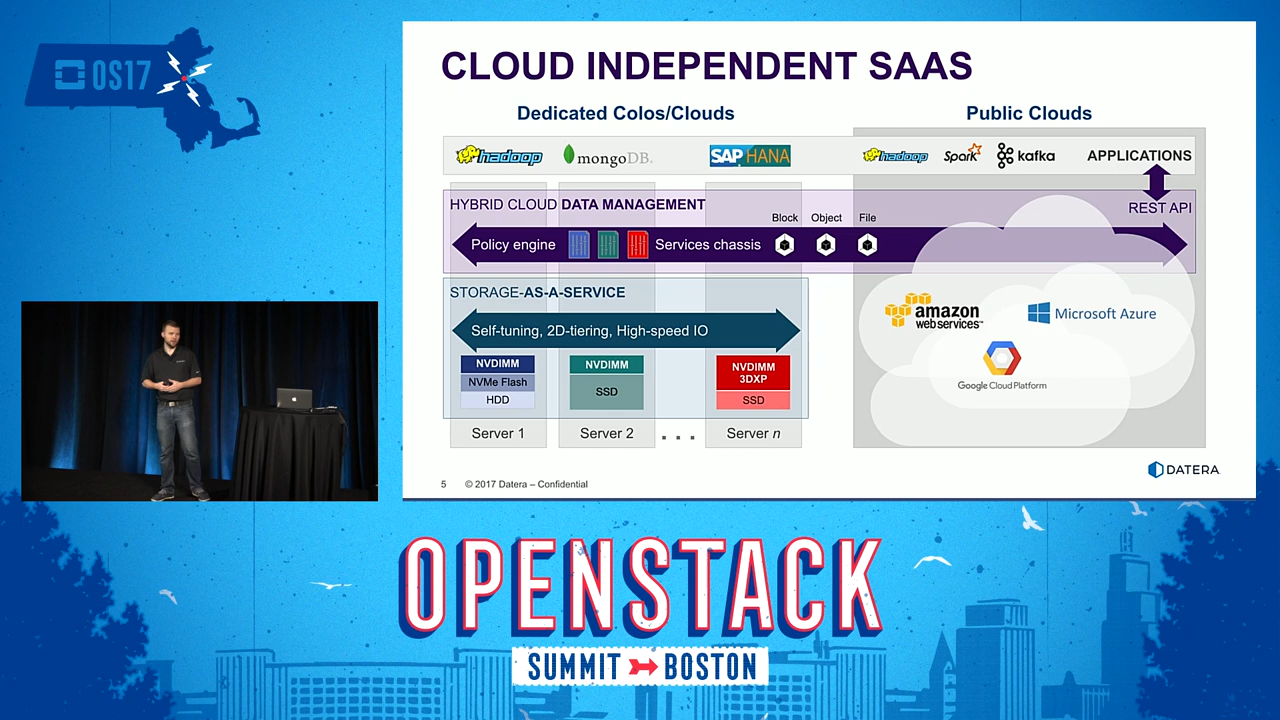 OS17
CLOUD INDEPENDENT SAAS
Dedicated Colos/Clouds
Public Clouds
hadoop
mongoDB.
SAP HANA
hadoop
Spark
kafka
APPLICATIONS
HYBRID CLOUD DATA MANAGEMENT
REST API
Block
Object
File
Policy engine
Services chassis
STORAGE-AS-A-SERVICE
Self-tuning, 2D-tiering, High-speed IO
amazon
web services™
Microsoft Azure
Google Cloud Platform
NVDIMM
NVMe Flash
HDD
NVDIMM
SSD
NVDIMM
3DXP
SSD
Server 1
Server 2
. . .
Server n
DATERA
5
© 2017 Datera – Confidential
OPENSTACK
SUMMIT BOSTON